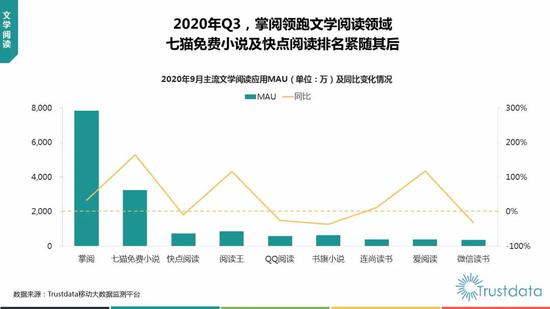 文学阅读
2020年Q3，掌阅领跑文学阅读领域
七猫免费小说及快点阅读排名紧随其后
2020年9月主流文学阅读应用MAU（单位：万）及同比变化情况
MAU 同比
8,000 300%
6,000 200%
4,000 100%
2,000 0%
0 -100%
掌阅 七猫免费小说 快点阅读 阅读王 QQ阅读 书旗小说 连尚读书 爱阅读 微信读书
数据来源：Trustdata移动大数据监测平台
Trustdata